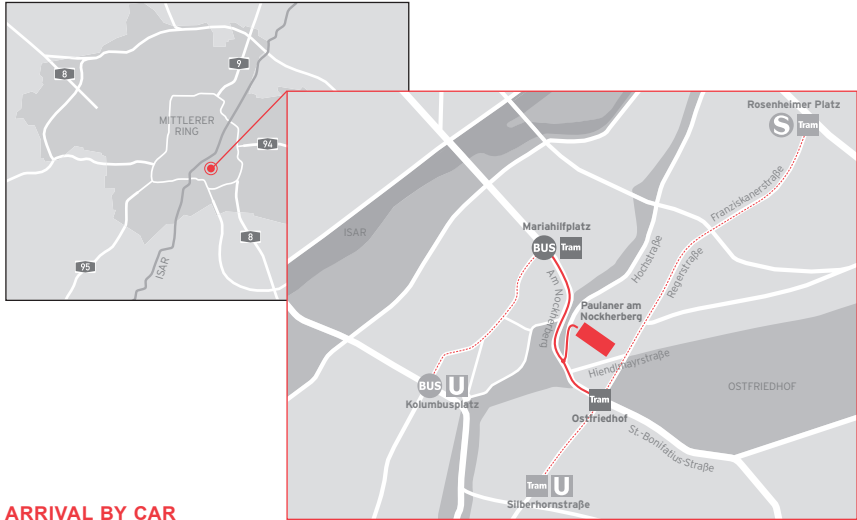 8
9
MITTLERER
RING
94
8
95
ISAR
Rosenheimer Platz
S Tram
Franziskanerstraße
ISAR
Mariahilfplatz
BUS Tram
Hochstraße
Regerstraße
Am Nockherberg
Paulaner am
Nockherberg
Hiendlmayrstraße
BUS U
Kolumbusplatz
OSTFRIEDHOF
Tram
Ostfriedhof
St.-Bonifatius-Straße
Tram U
Silberhornstraße
ARRIVAL BY CAR